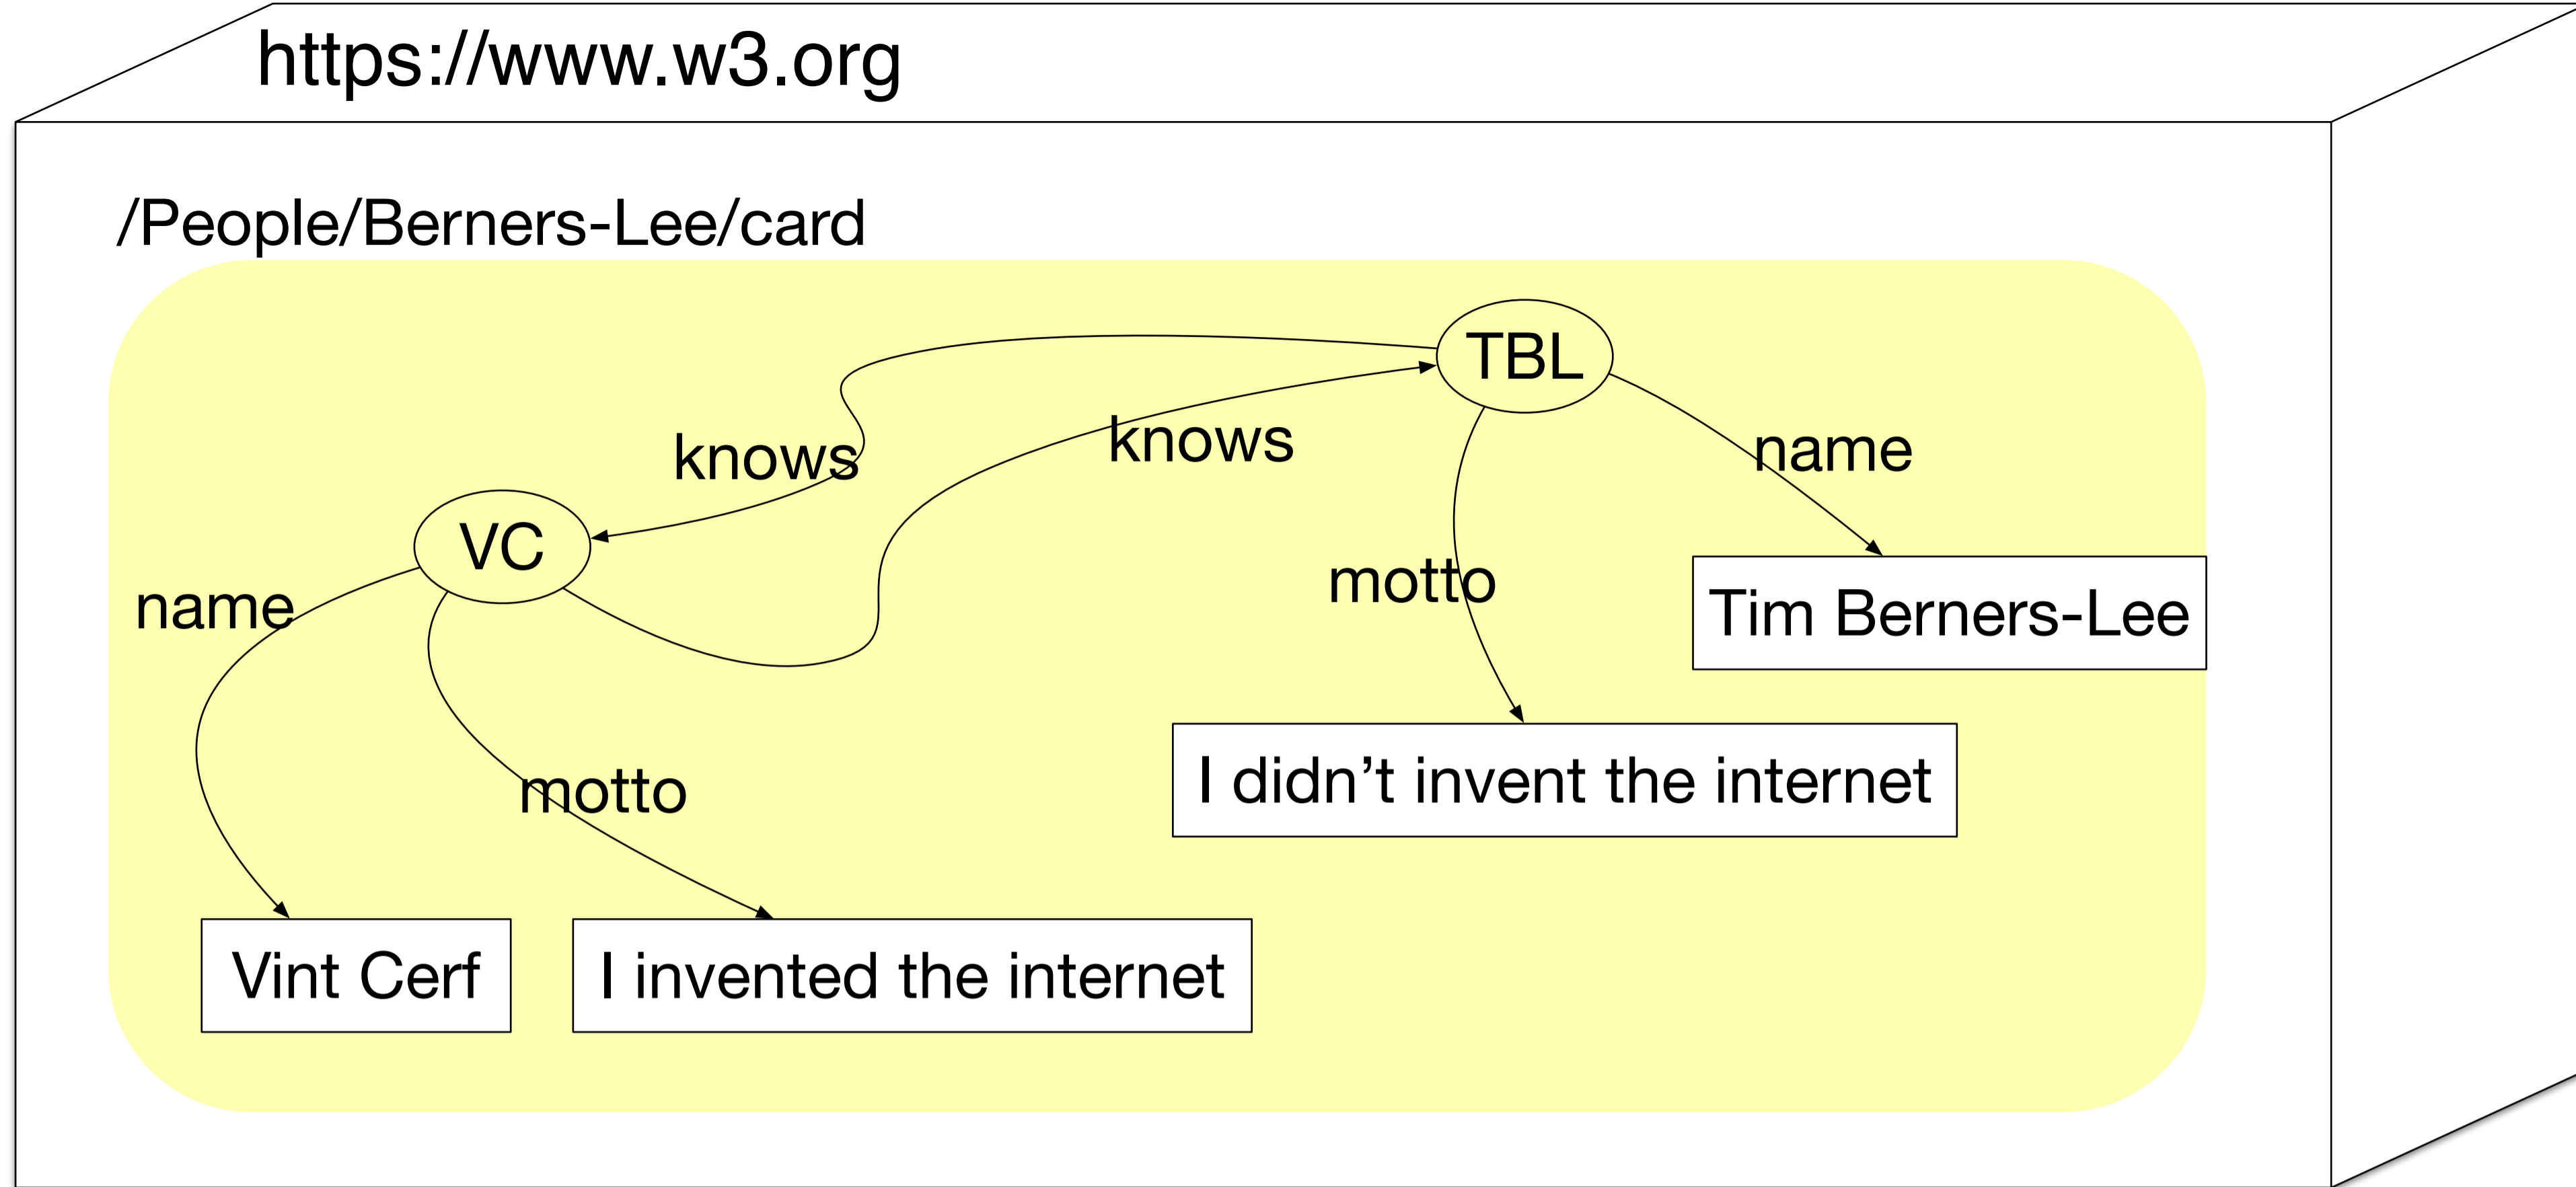 https://www.w3.org
/People/Berners-Lee/card
TBL
knows
knows
name
VC
motto
name
Tim Berners-Lee
I didn’t invent the internet
motto
Vint Cerf
I invented the internet